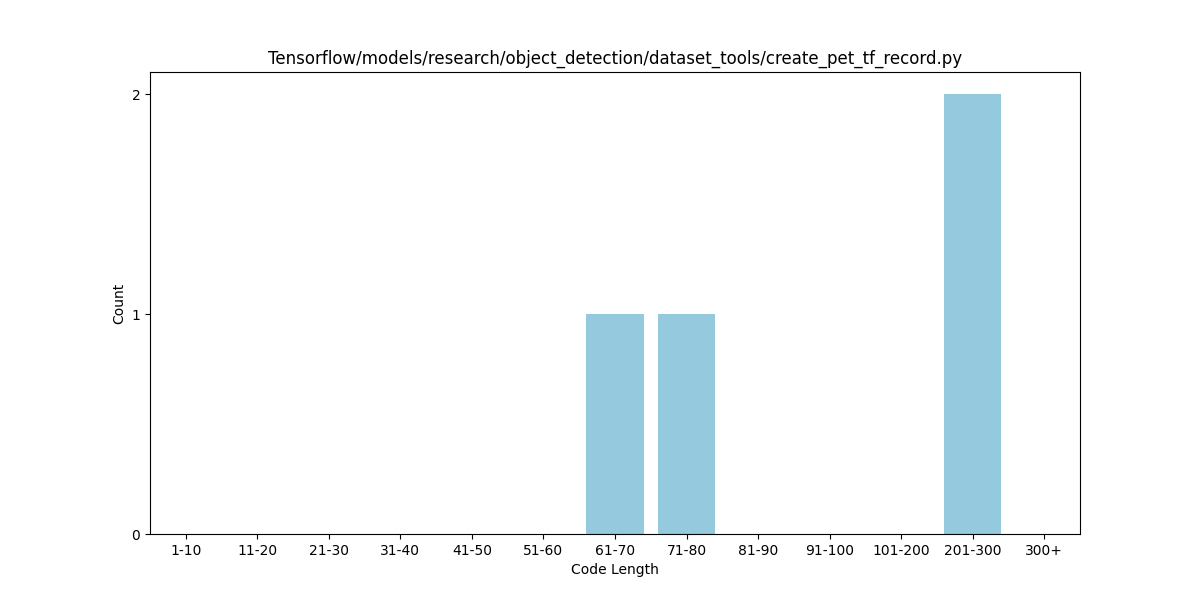 Tensorflow/models/research/object_detection/dataset_tools/create_pet_tf_record.py
2
1
0
Count
1-10 11-20 21-30 31-40 41-50 51-60 61-70 71-80 81-90 91-100 101-200 201-300 300+
Code Length